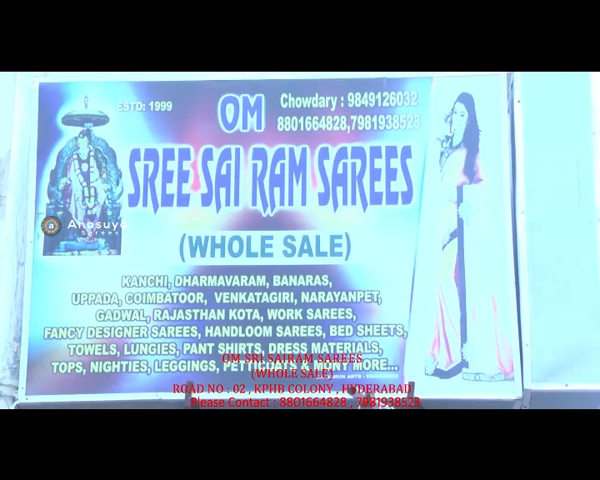 ESTD: 1999
OM
Chowdary : 9849126032
8801664828,7981938523
SREE SAI RAM SAREES
Anasuya
Sarees
(WHOLE SALE)
KANCHI, DHARMAVARAM, BANARAS,
UPPADA, COIMBATOOR, VENKATAGIRI, NARAYANPET,
GADWAL, RAJASTHAN KOTA, WORK SAREES,
FANCY DESIGNER SAREES, HANDLOOM SAREES, BED SHEETS,
TOWELS, LUNGIES, PANT SHIRTS, DRESS MATERIALS,
TOPS, NIGHTIES, LEGGINGS, PETTICOATS & MONY MORE...
OM SRI SAIRAM SAREES
(WHOLE SALE)
ROAD NO : 02 , KPHB COLONY , HYDERABAD
Please Contact : 8801664828 , 7981938523